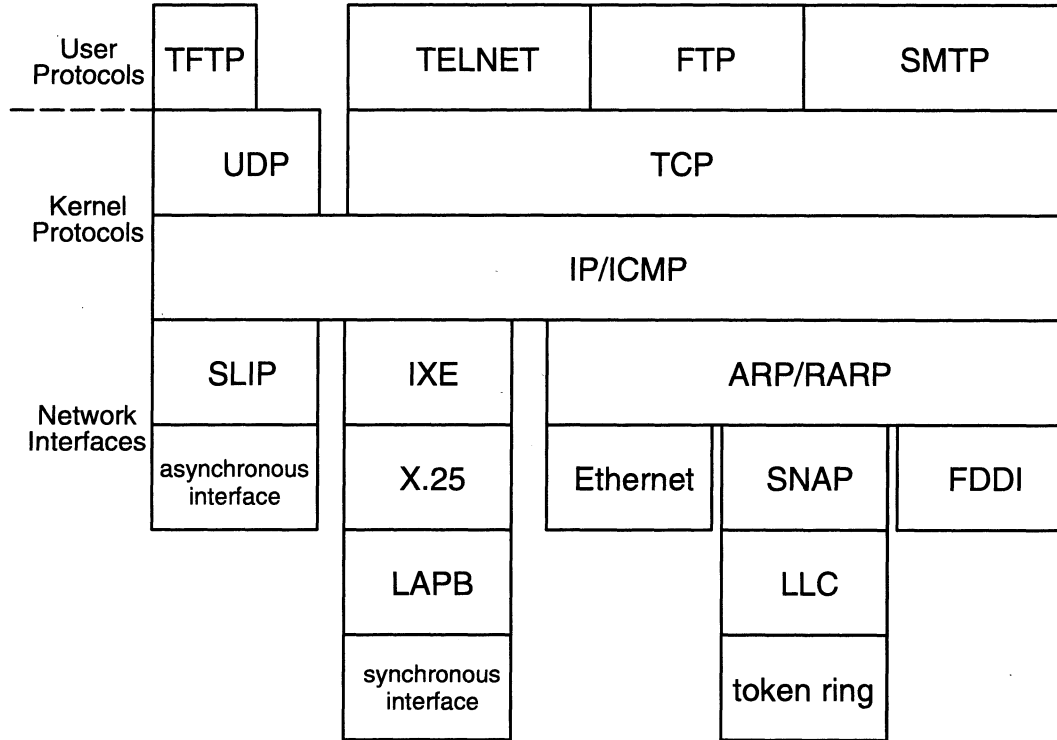 User
Protocols
TFTP
TELNET
FTP
SMTP
UDP
TCP
Kernel
Protocols
IP/ICMP
SLIP
IXE
ARP/RARP
Network
Interfaces
asynchronous
interface
X.25
Ethernet
SNAP
FDDI
LAPB
LLC
synchronous
interface
token ring